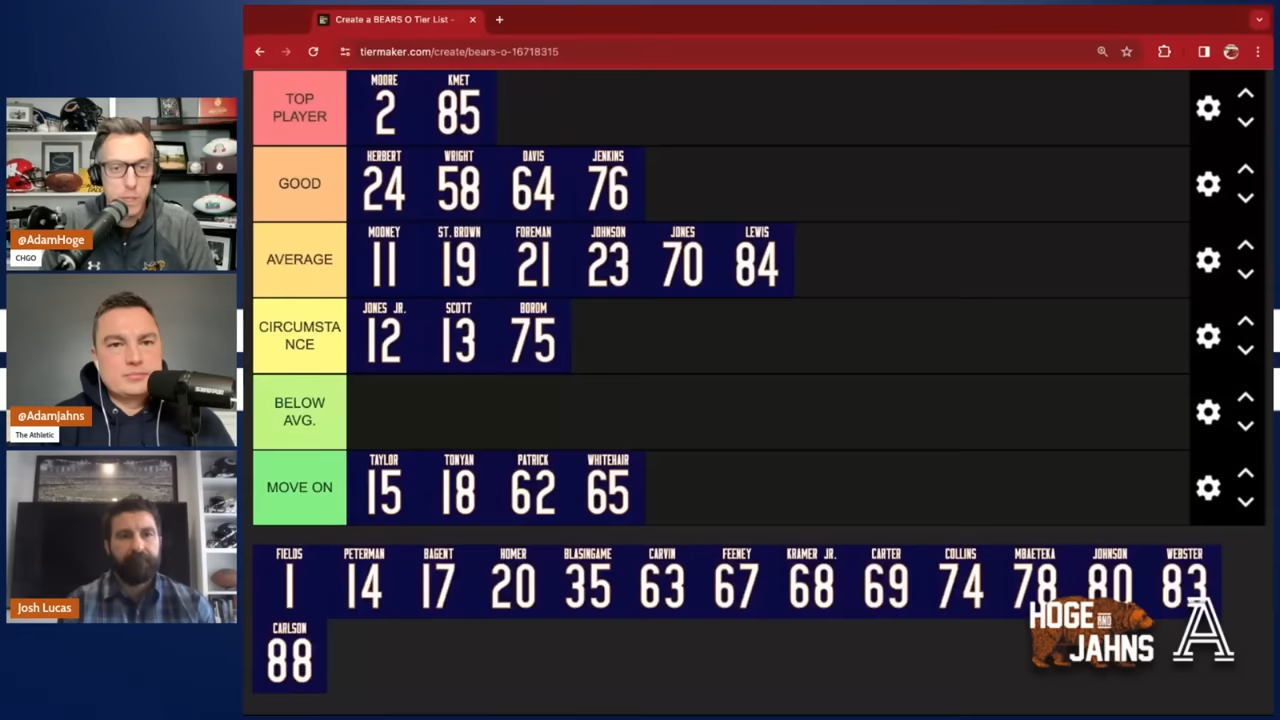 Create a BEARS O Tier List -
tiermaker.com/create/bears-o-16718315
@AdamHoge
CHGO
@AdamJahns
The Athletic
Josh Lucas
TOP
PLAYER
MOORE KMET
2 85
GOOD
HERBERT WRIGHT DAVIS JENKINS
24 58 64 76
AVERAGE
MOONEY ST. BROWN FOREMAN JOHNSON JONES LEWIS
11 19 21 23 70 84
CIRCUMSTA
NCE
JONES JR. SCOTT BOROM
12 13 75
BELOW
AVG.
MOVE ON
TAYLOR TONYAN PATRICK WHITEHAIR
15 18 62 65
FIELDS PETERMAN BAGENT HOMER BLASINGAME CARVIN FEENEY KRAMER JR. CARTER COLLINS MBAETEKA JOHNSON WEBSTER
1 14 17 20 35 63 67 68 69 74 78 80 83
CARLSON
88
HOGE AND
JAHNS
A